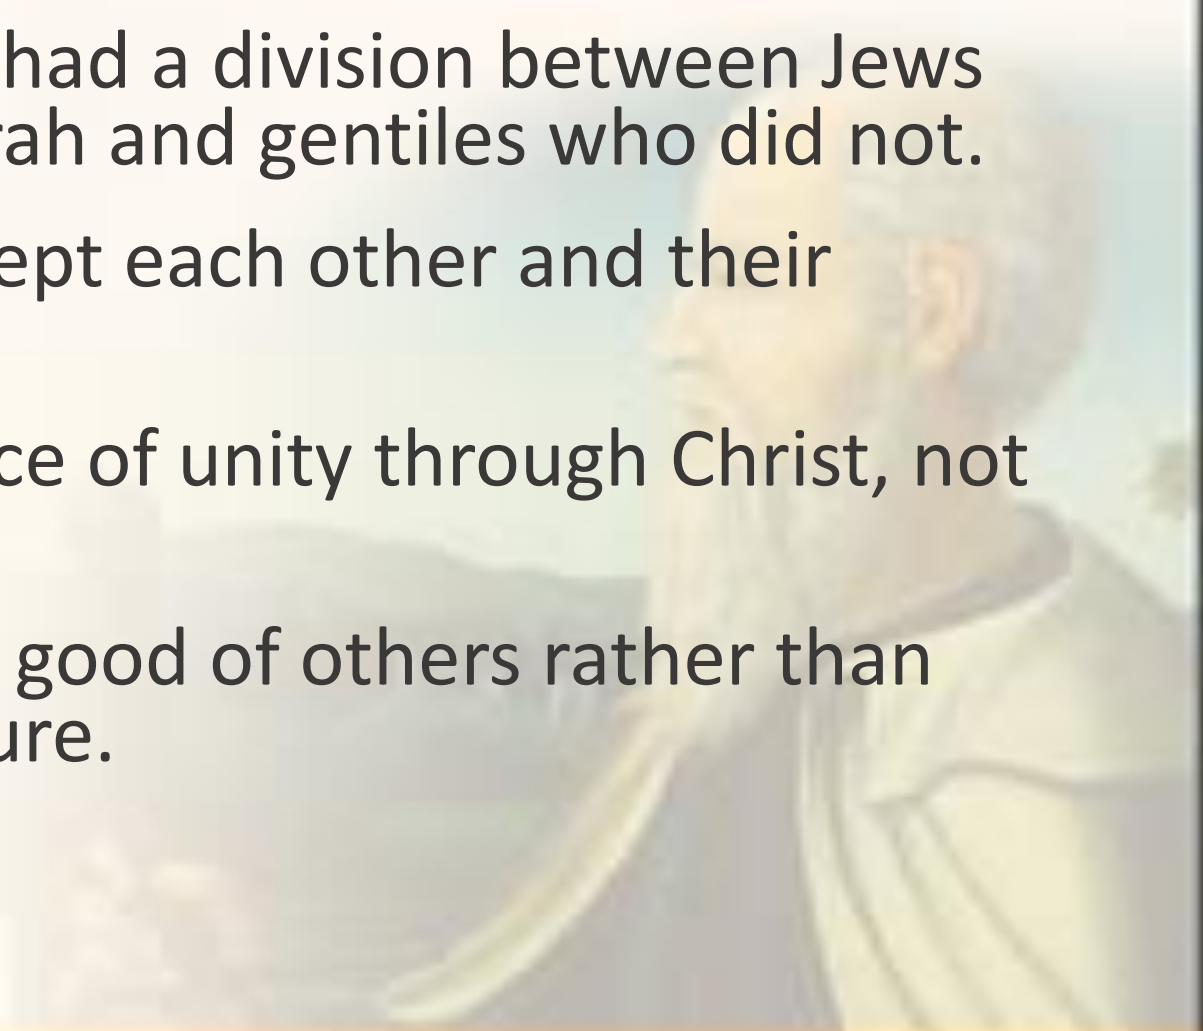 had a division between Jews
rah and gentiles who did not.
ept each other and their
ce of unity through Christ, not
good of others rather than
ure.